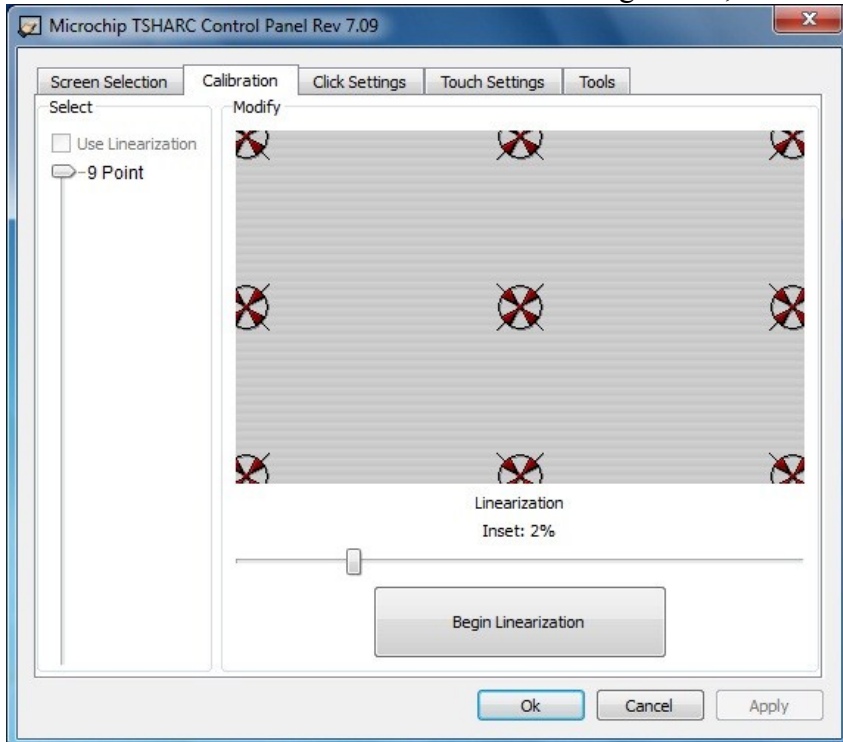 Microchip TSHARC Control Panel Rev 7.09
Screen Selection Calibration Click Settings Touch Settings Tools
Select
Modify
Use Linearization
9 Point
Linearization
Inset: 2%
Begin Linearization
Ok Cancel Apply